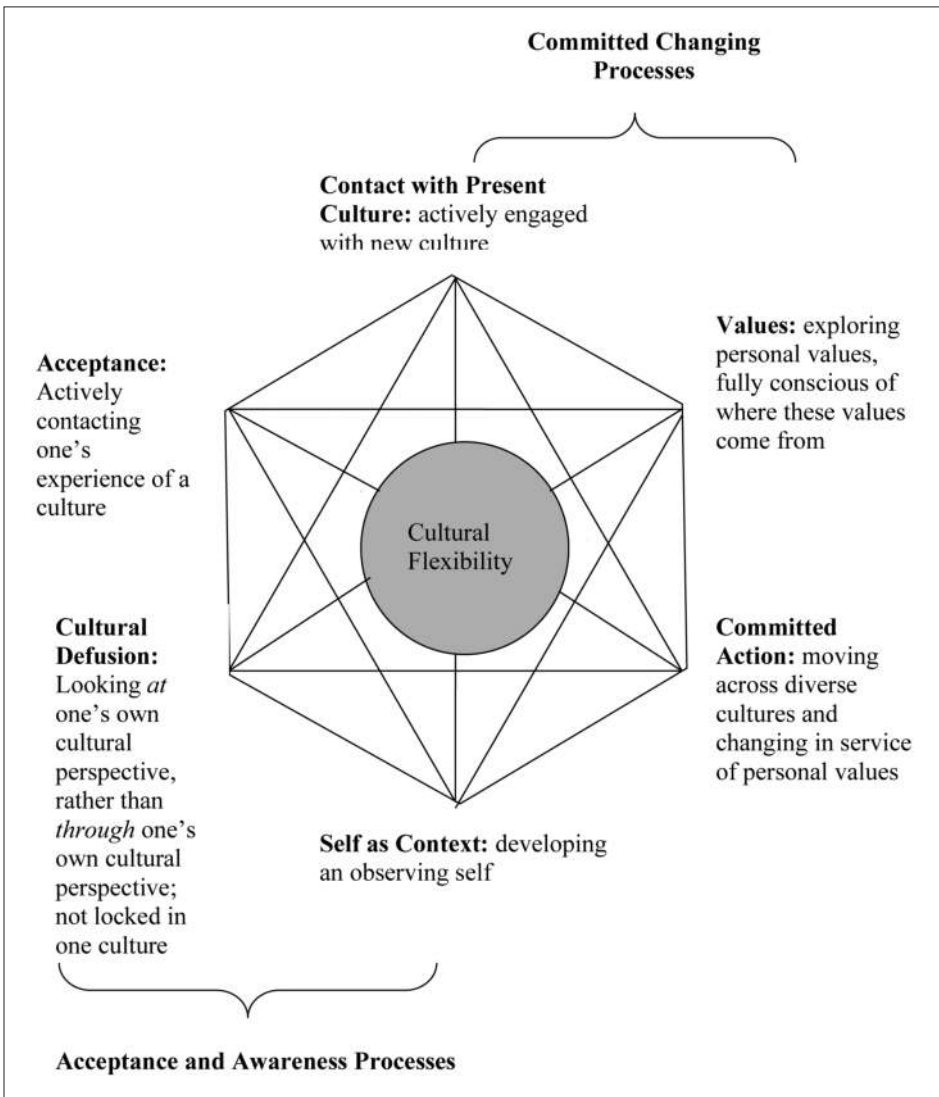 Committed Changing
Processes
Contact with Present
Culture: actively engaged
with new culture
Acceptance:
Actively
contacting
one's
experience of a
culture
Values: exploring
personal values,
fully conscious of
where these values
come from
Cultural
Flexibility
Cultural
Defusion:
Looking at
one's own
cultural
perspective,
rather than
through one's
own cultural
perspective;
not locked in
one culture
Committed
Action: moving
across diverse
cultures and
changing in service
of personal values
Self as Context: developing
an observing self
Acceptance and Awareness Processes